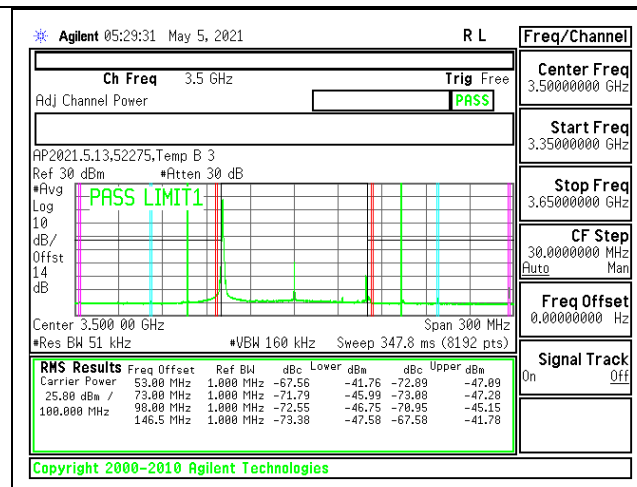 Agilent 05:29:31 May 5, 2021 R L
Freq/Channel
Ch Freq 3.5 GHz Trig Free
Adj Channel Power PASS
AP2021.5.13,52275,Temp B 3
Ref 30 dBm #Atten 30 dB
#Avg
Log
10
dB/
Offst
14
dB
PASS LIMIT1
Center 3.500 00 GHz Span 300 MHz
#Res BW 51 kHz #VBW 160 kHz Sweep 347.8 ms (8192 pts)
RMS Results Freq Offset Ref BW dBc Lower dBm dBc Upper dBm
Carrier Power 53.00 MHz 1.000 MHz -67.56 -41.76 -72.89 -47.09
25.80 dBm / 73.00 MHz 1.000 MHz -71.79 -45.99 -73.08 -47.28
100.000 MHz 98.00 MHz 1.000 MHz -72.55 -46.75 -70.95 -45.15
146.5 MHz 1.000 MHz -73.38 -47.58 -67.58 -41.78
Copyright 2000-2010 Agilent Technologies
Center Freq
3.50000000 GHz
Start Freq
3.35000000 GHz
Stop Freq
3.65000000 GHz
CF Step
30.0000000 MHz
Auto Man
Freq Offset
0.00000000 Hz
Signal Track
On Off